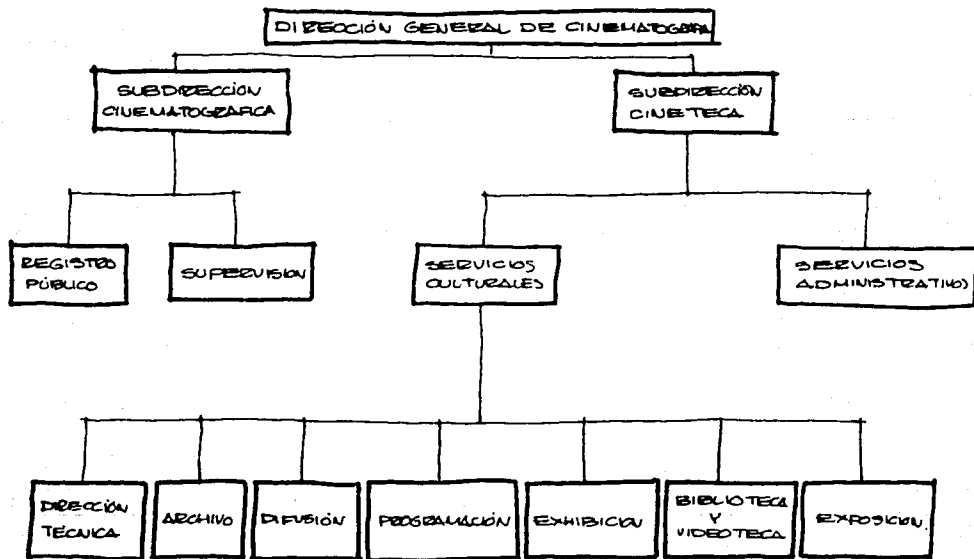 DIRECCIÓN GENERAL DE CINEMATOGRAFIA
SUBDIRECCIÓN
CINEMATOGRAFICA
SUBDIRECCIÓN
CINETECA
REGISTRO
PÚBLICO
SUPERVISION
SERVICIOS
CULTURALES
SERVICIOS
ADMINISTRATIVOS
DIRECCIÓN
TECNICA
ARCHIVO
DIFUSIÓN
PROGRAMACIÓN
EXHIBICION
BIBLIOTECA
Y
VIDEOTECA
EXPOSICION